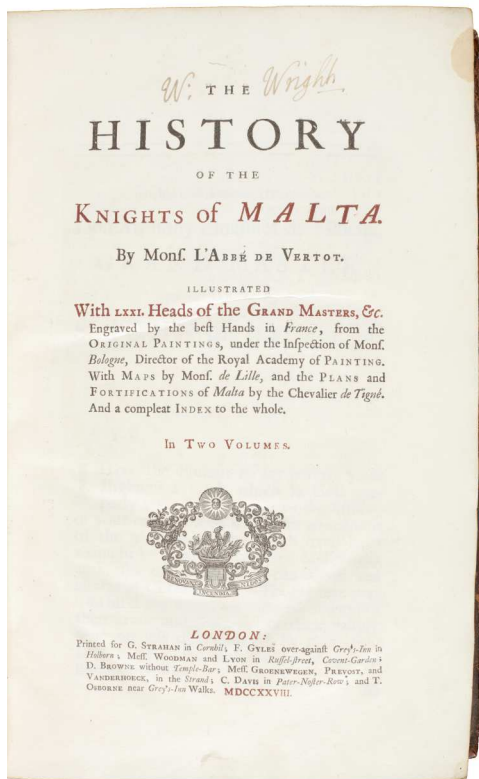 W: Wright
THE
HISTORY
OF THE
KNIGHTS of MALTA.
By Monſ. L'ABBÉ DE VERTOT.
ILLUSTRATED
With LXXI. Heads of the GRAND MASTERS, &c.
Engraved by the beſt Hands in France, from the
ORIGINAL PAINTINGS, under the Inſpection of Monſ.
Bologne, Director of the Royal Academy of PAINTING.
With MAPS by Monſ. de Lille, and the PLANS and
FORTIFICATIONS of Malta by the Chevalier de Tigné.
And a compleat INDEX to the whole.
In TWO VOLUMES.
INGENIUM
LONDON:
Printed for G. STRAHAN in Cornhil; F. GYLES over-againſt Grey's-Inn in
Holborn; Meſſ. WOODMAN and LYON in Ruſſel-ſtreet, Covent-Garden;
D. BROWNE without Temple-Bar; Meſſ. GROENEWEGEN, PREVOST, and
VANDERHOECK, in the Strand; C. DAVIS in Pater-Noſter-Row; and T.
OSBORNE near Grey's-Inn Walks. MDCCXXVIII.